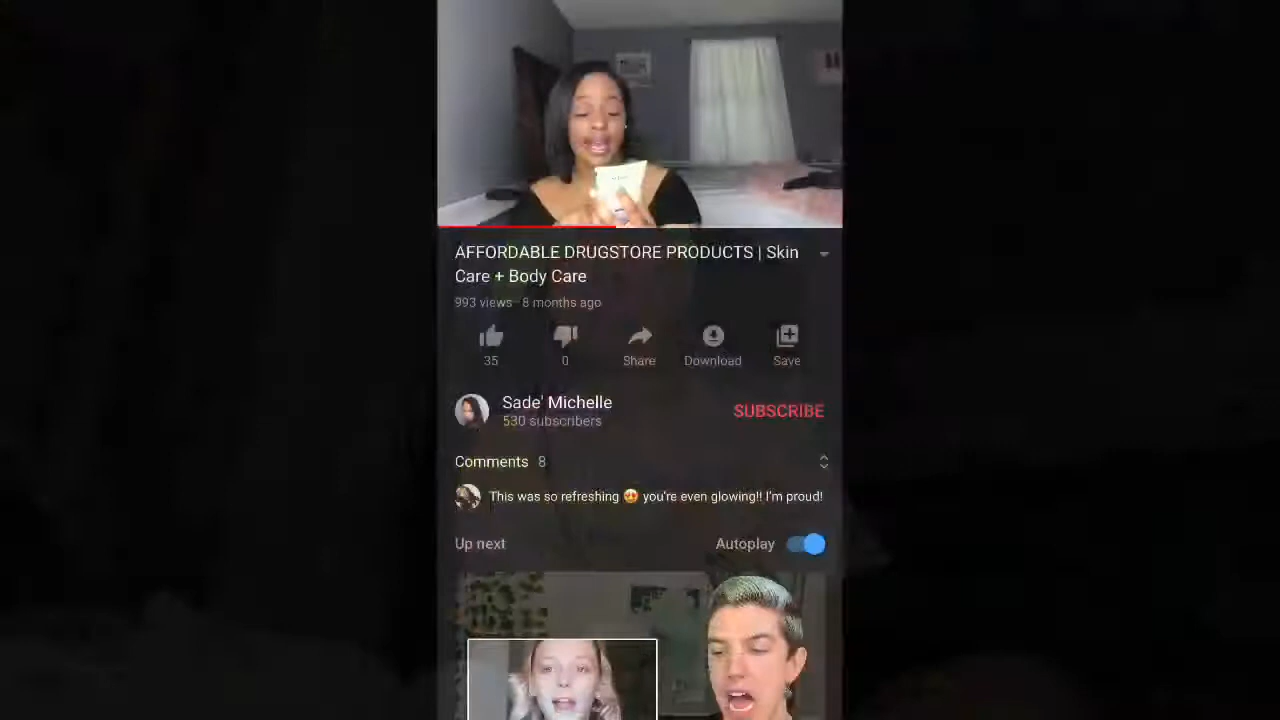 AFFORDABLE DRUGSTORE PRODUCTS | Skin
Care + Body Care
993 views · 8 months ago
35
0
Share
Download
Save
Sade' Michelle
530 subscribers
SUBSCRIBE
Comments 8
This was so refreshing 😍 you're even glowing!! I'm proud!
Up next
Autoplay